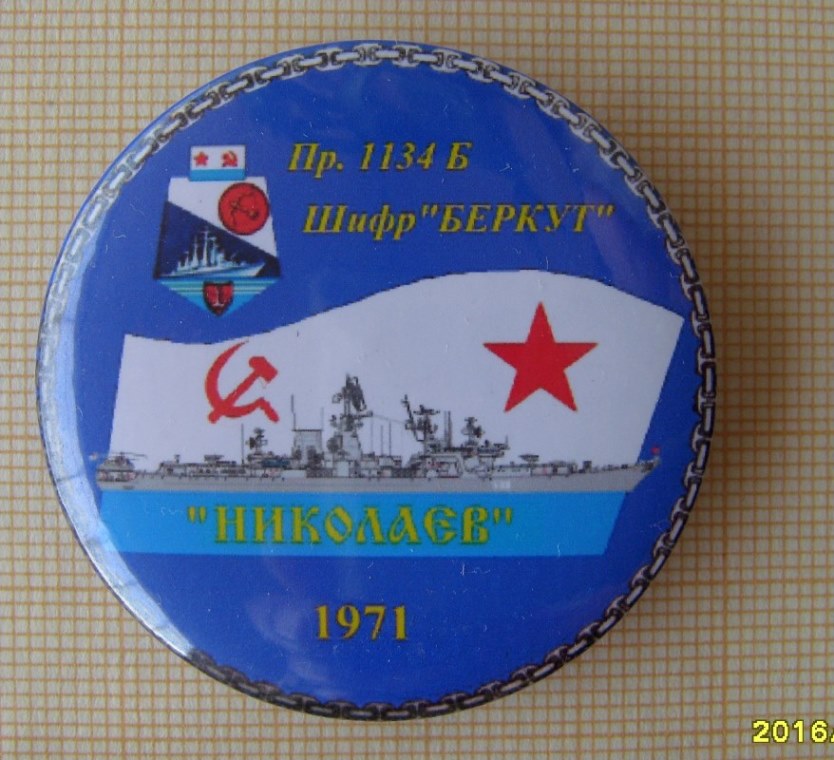 Пр. 1134 Б
Шифр"БЕРКУТ"
"НИКОЛАЕВ"
1971
2016